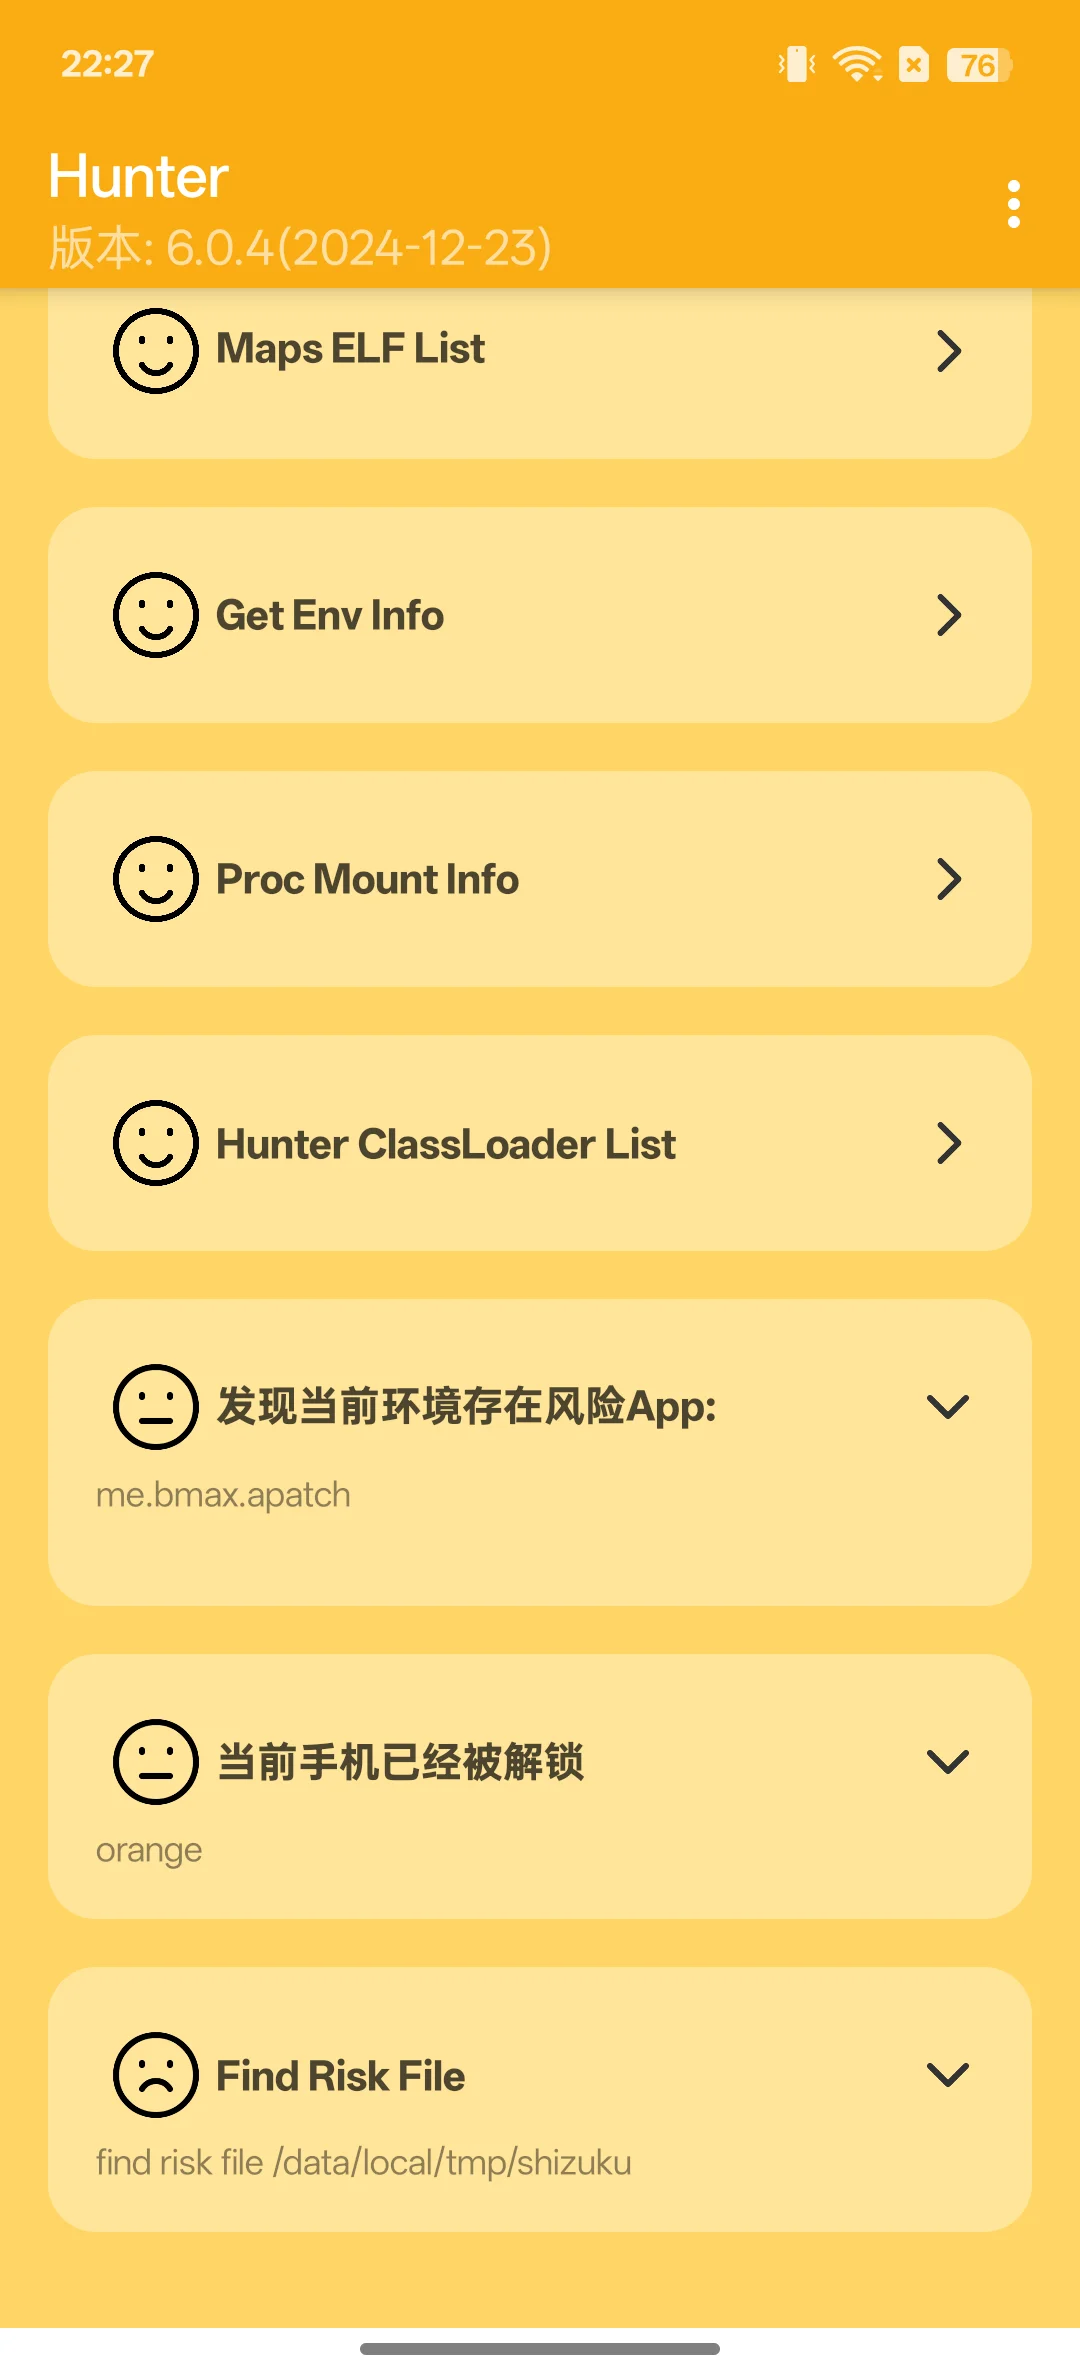 22:27
76
Hunter
版本: 6.0.4(2024-12-23)
Maps ELF List
Get Env Info
Proc Mount Info
Hunter ClassLoader List
发现当前环境存在风险App:
me.bmax.apatch
当前手机已经被解锁
orange
Find Risk File
find risk file /data/local/tmp/shizuku